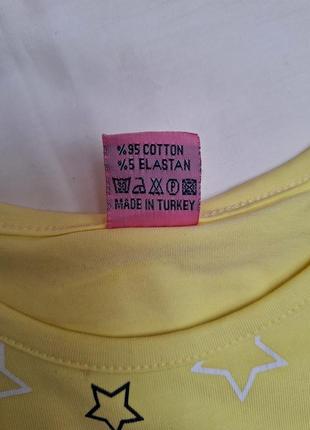 %95 COTTON
%5 ELASTAN
MADE IN TURKEY